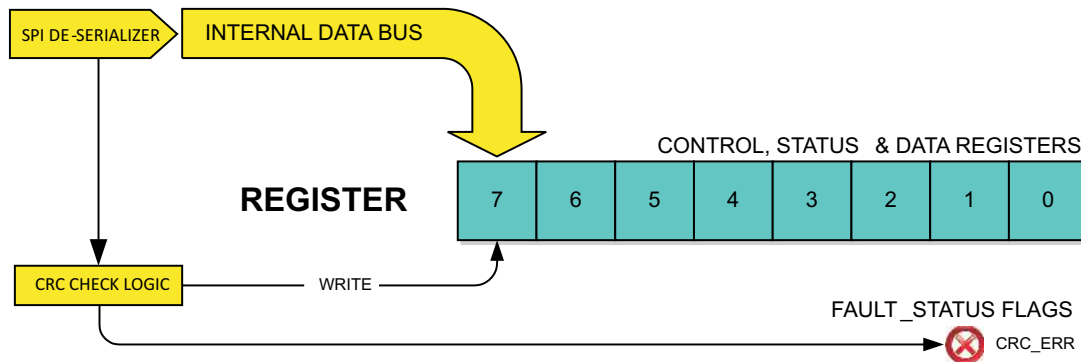 SPI DE-SERIALIZER
INTERNAL DATA BUS
CONTROL, STATUS & DATA REGISTERS
REGISTER
7 6 5 4 3 2 1 0
CRC CHECK LOGIC
WRITE
FAULT_STATUS FLAGS
CRC_ERR